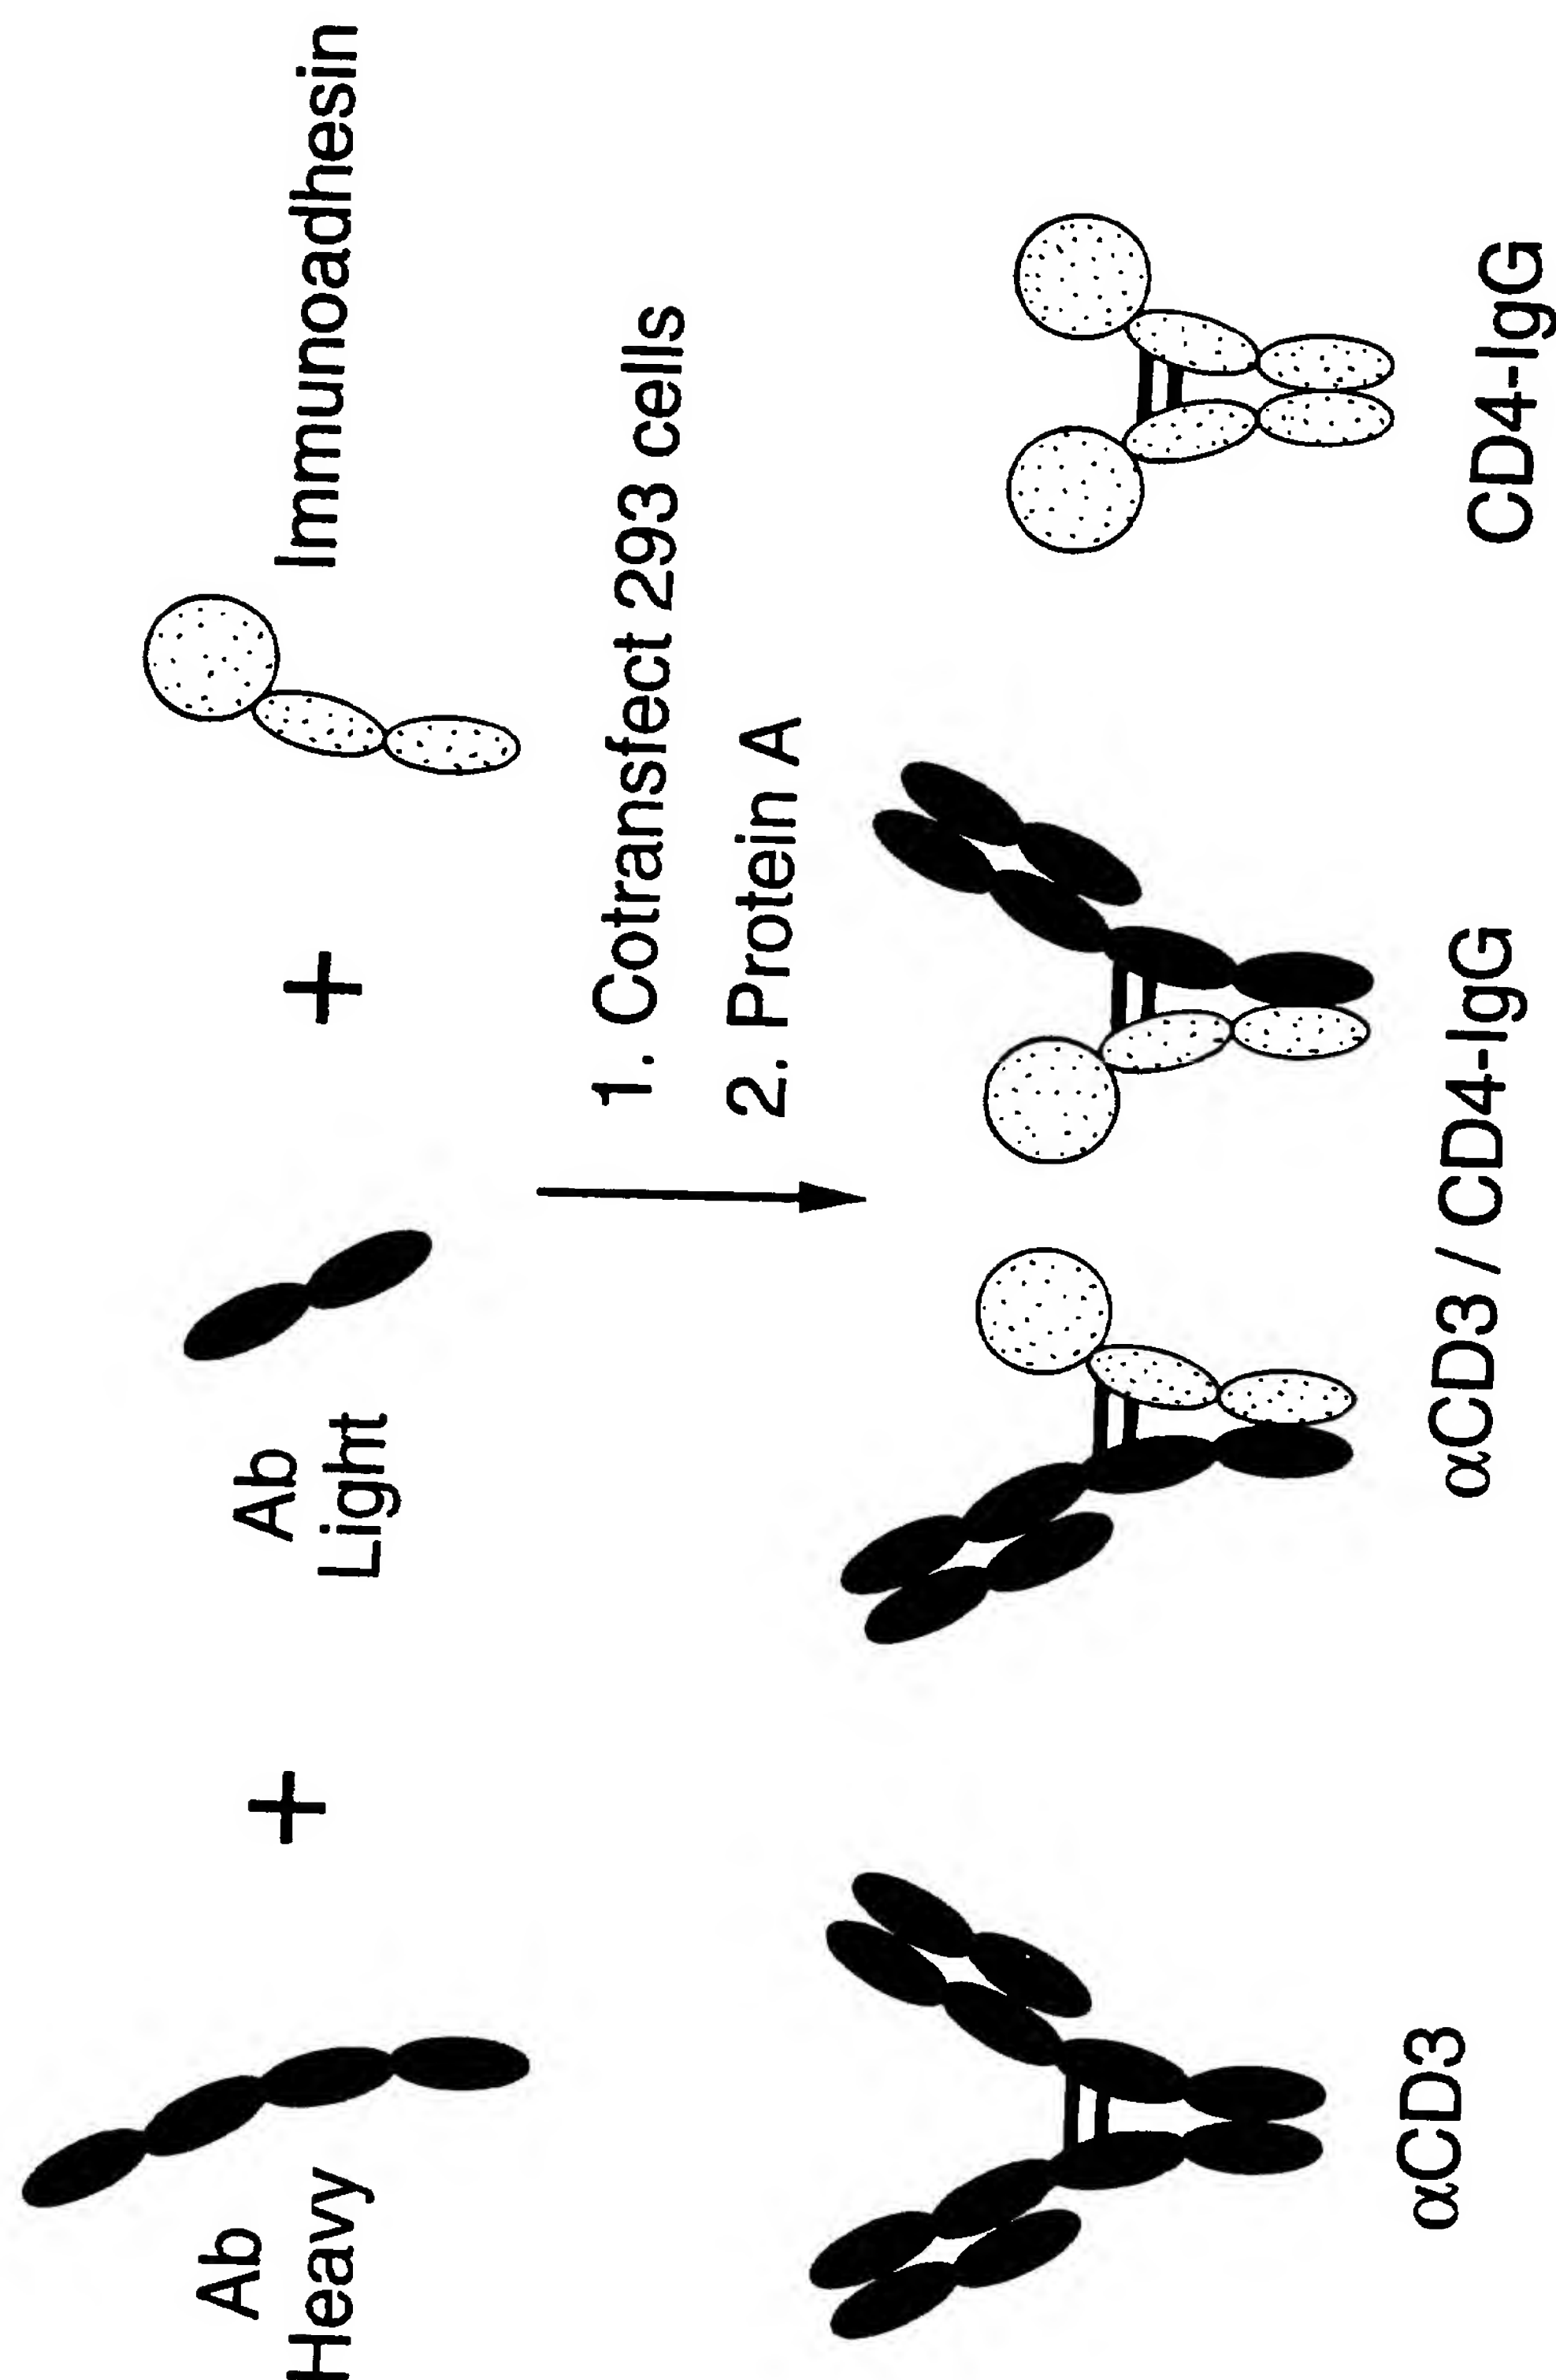 Ab
Heavy
+
Ab
Light
+
Immunoadhesin
1. Cotransfect 293 cells
2. Protein A
αCD3
αCD3 / CD4-IgG
CD4-IgG